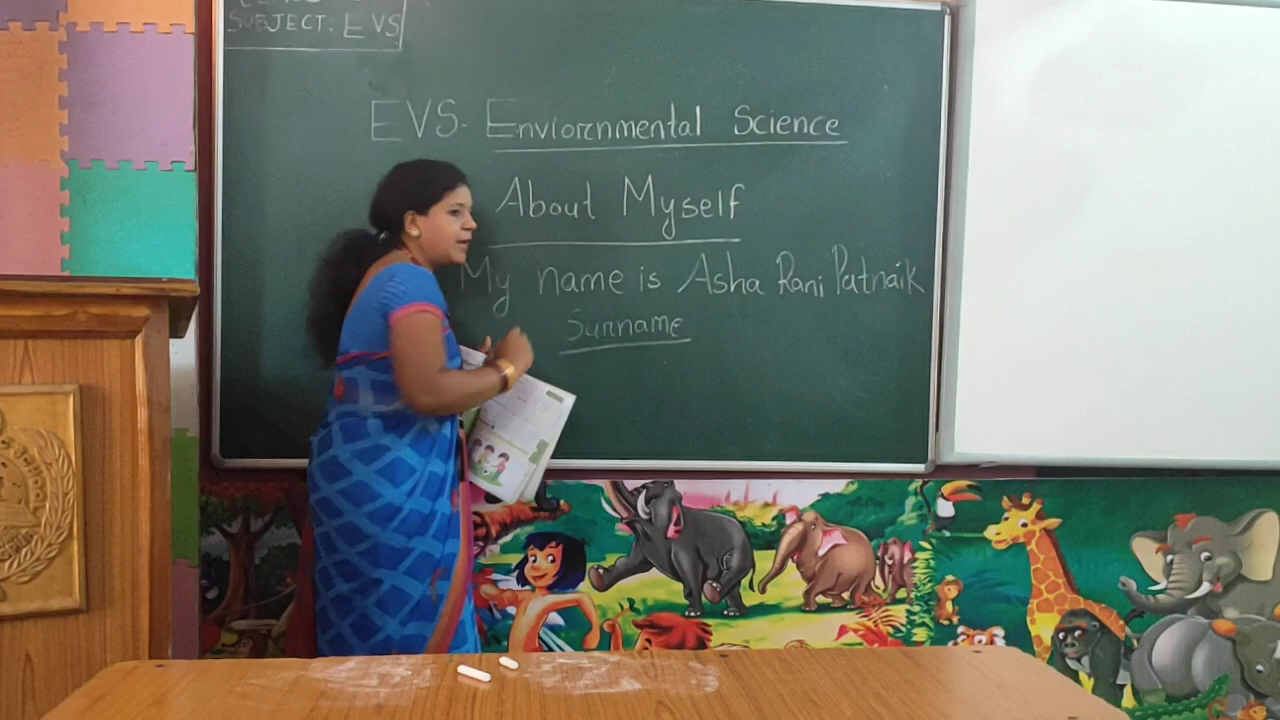 SUBJECT: EVS
EVS- Enviornmental Science
About Myself
My name is Asha Rani Patnaik
Surname